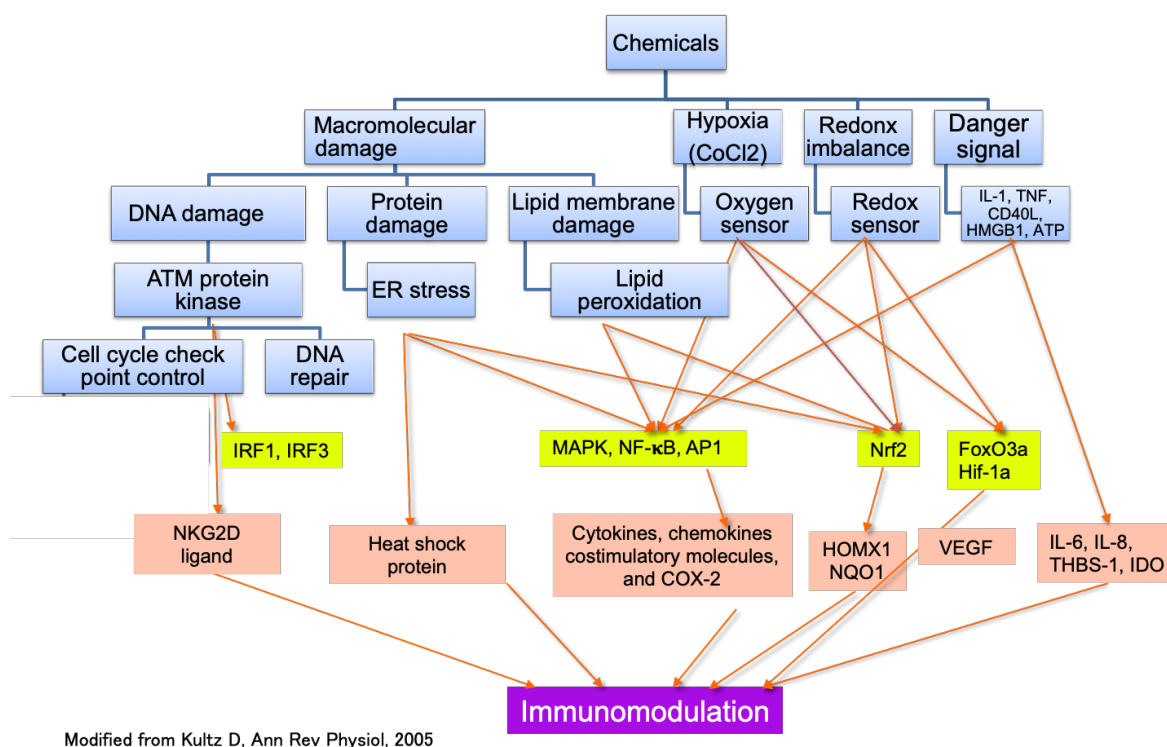 Chemicals
Macromolecular
damage
Hypoxia
(CoCl2)
Redonx
imbalance
Danger
signal
DNA damage
Protein
damage
Lipid membrane
damage
Oxygen
sensor
Redox
sensor
IL-1, TNF,
CD40L,
HMGB1, ATP
ATM protein
kinase
ER stress
Lipid
peroxidation
Cell cycle check
point control
DNA
repair
IRF1, IRF3
MAPK, NF-κB, AP1
Nrf2
FoxO3a
Hif-1a
NKG2D
ligand
Heat shock
protein
Cytokines, chemokines
costimulatory molecules,
and COX-2
HOMX1
NQO1
VEGF
IL-6, IL-8,
THBS-1, IDO
Immunomodulation
Modified from Kultz D, Ann Rev Physiol, 2005